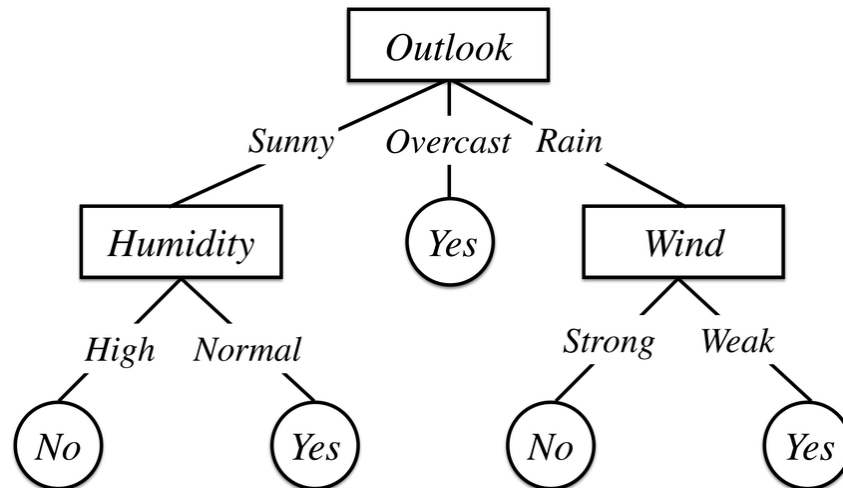 Outlook
Sunny Overcast Rain
Humidity Yes Wind
High Normal Strong Weak
No Yes No Yes